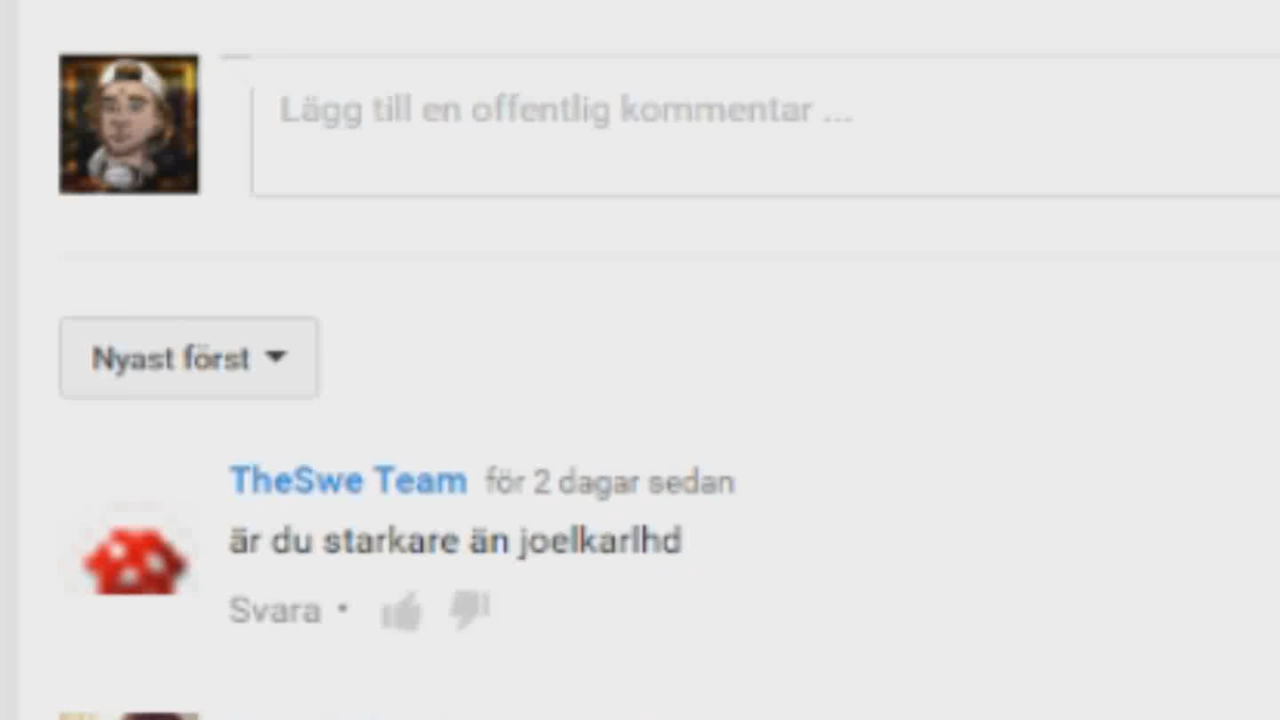 Lägg till en offentlig kommentar ...
Nyast först
TheSwe Team för 2 dagar sedan
är du starkare än joelkarlhd
Svara •